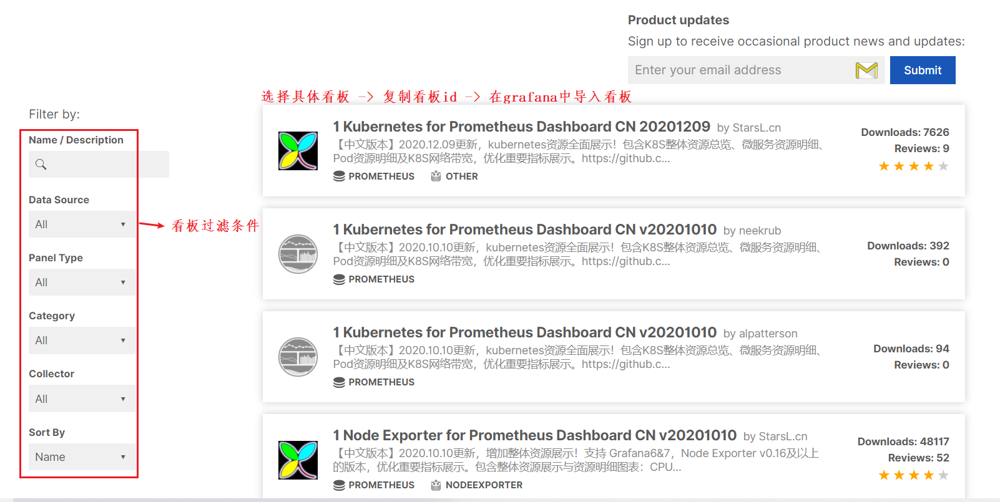 Product updates
Sign up to receive occasional product news and updates:
Enter your email address
Submit
选择具体看板 -> 复制看板id -> 在grafana中导入看板
Filter by:
Name / Description
Data Source
All
看板过滤条件
Panel Type
All
Category
All
Collector
All
Sort By
Name
1 Kubernetes for Prometheus Dashboard CN 20201209 by StarsL.cn
【中文版本】2020.12.09更新，kubernetes资源全面展示！包含K8S整体资源总览、微服务资源明细、
Pod资源明细及K8S网络带宽，优化重要指标展示。https://github.c...
PROMETHEUS OTHER
Downloads: 7626
Reviews: 9
1 Kubernetes for Prometheus Dashboard CN v20201010 by neekrub
【中文版本】2020.10.10更新，kubernetes资源全面展示！包含K8S整体资源总览、微服务资源明细、
Pod资源明细及K8S网络带宽，优化重要指标展示。https://github.c...
PROMETHEUS
Downloads: 392
Reviews: 0
1 Kubernetes for Prometheus Dashboard CN v20201010 by alpatterson
【中文版本】2020.10.10更新，kubernetes资源全面展示！包含K8S整体资源总览、微服务资源明细、
Pod资源明细及K8S网络带宽，优化重要指标展示。https://github.c...
PROMETHEUS
Downloads: 94
Reviews: 0
1 Node Exporter for Prometheus Dashboard CN v20201010 by StarsL.cn
【中文版本】2020.10.10更新，增加整体资源展示！支持 Grafana6&7，Node Exporter v0.16及以上
的版本，优化重要指标展示。包含整体资源展示与资源明细图表：CPU...
PROMETHEUS NODEEXPORTER
Downloads: 48117
Reviews: 52